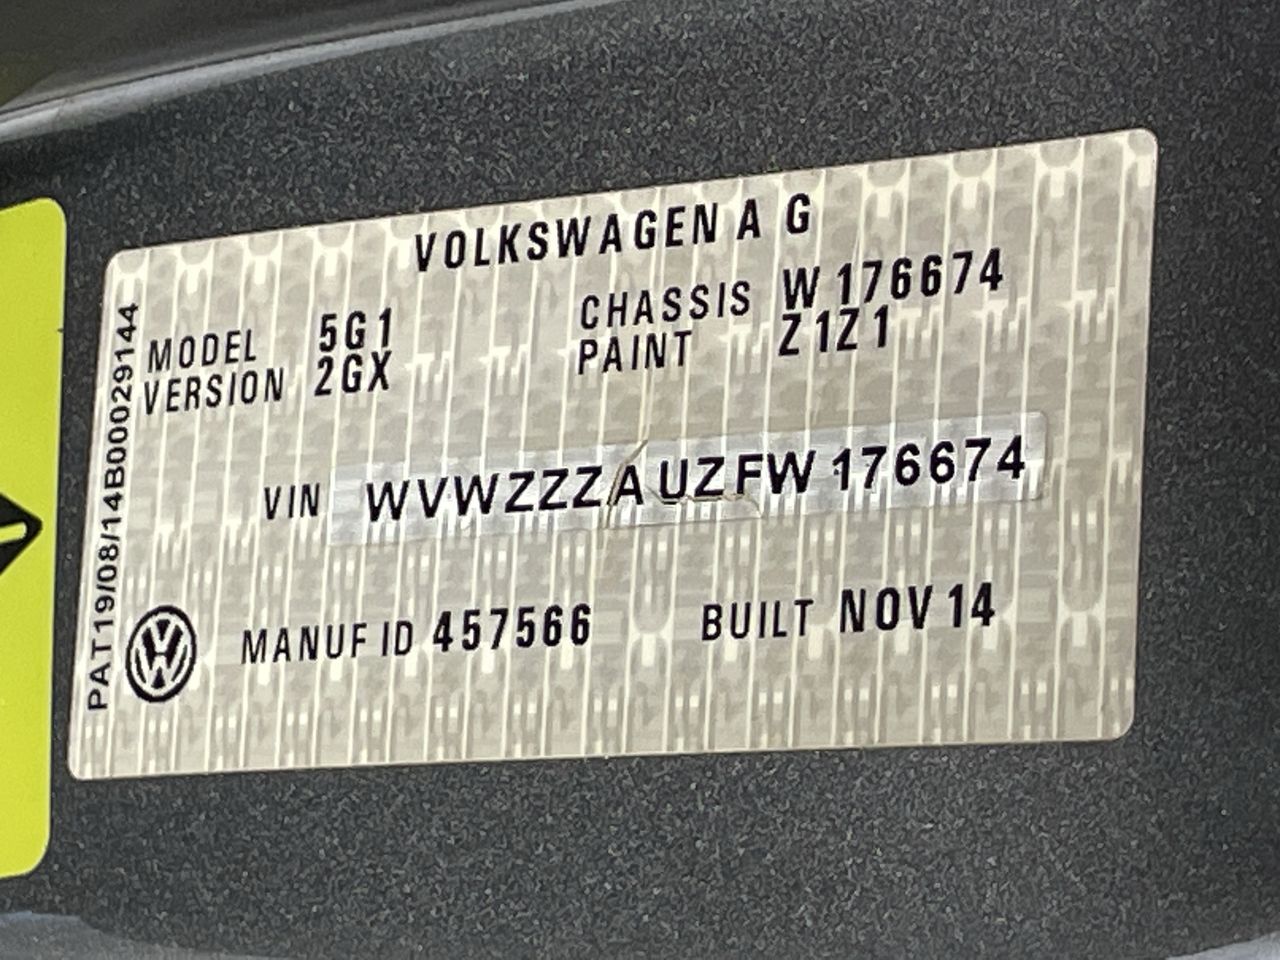 VOLKSWAGEN A G
MODEL 5G1 CHASSIS W 176674
VERSION 2GX PAINT Z1Z1
VIN WVWZZZAUZFW176674
MANUF ID 457566 BUILT NOV 14
PAT19/08/14B00029144